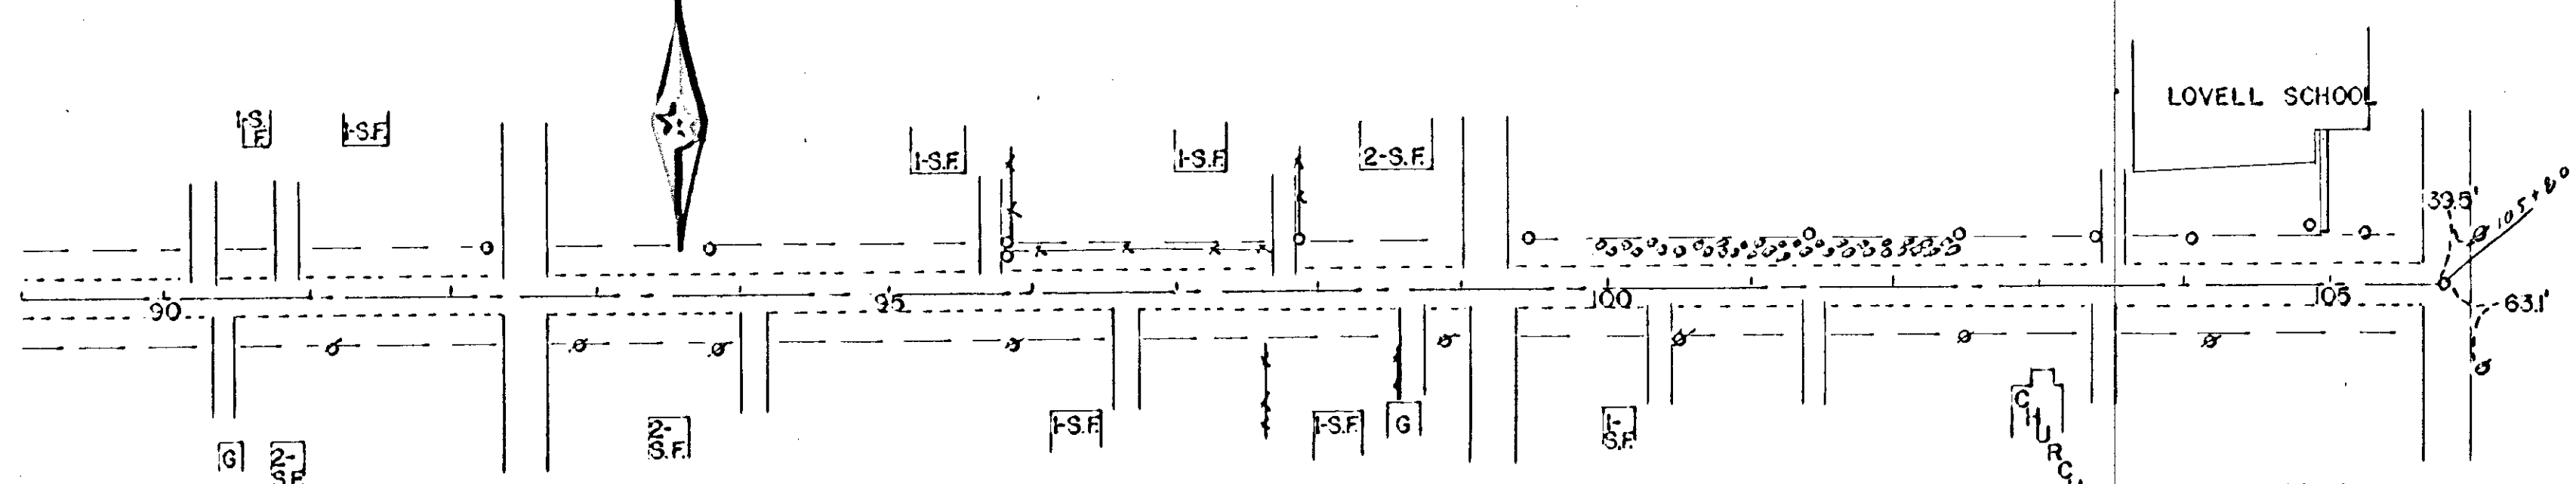 LOVELL SCHOOL
1-S.
F.
1-S.F.
1-S.F.
1-S.F.
2-S.F.
39.5'
105+80
90
95
100
105
63.1'
G
2-
S.F.
2-
S.F.
1-S.F.
1-S.F.
G
1-
S.F.
CHURCH